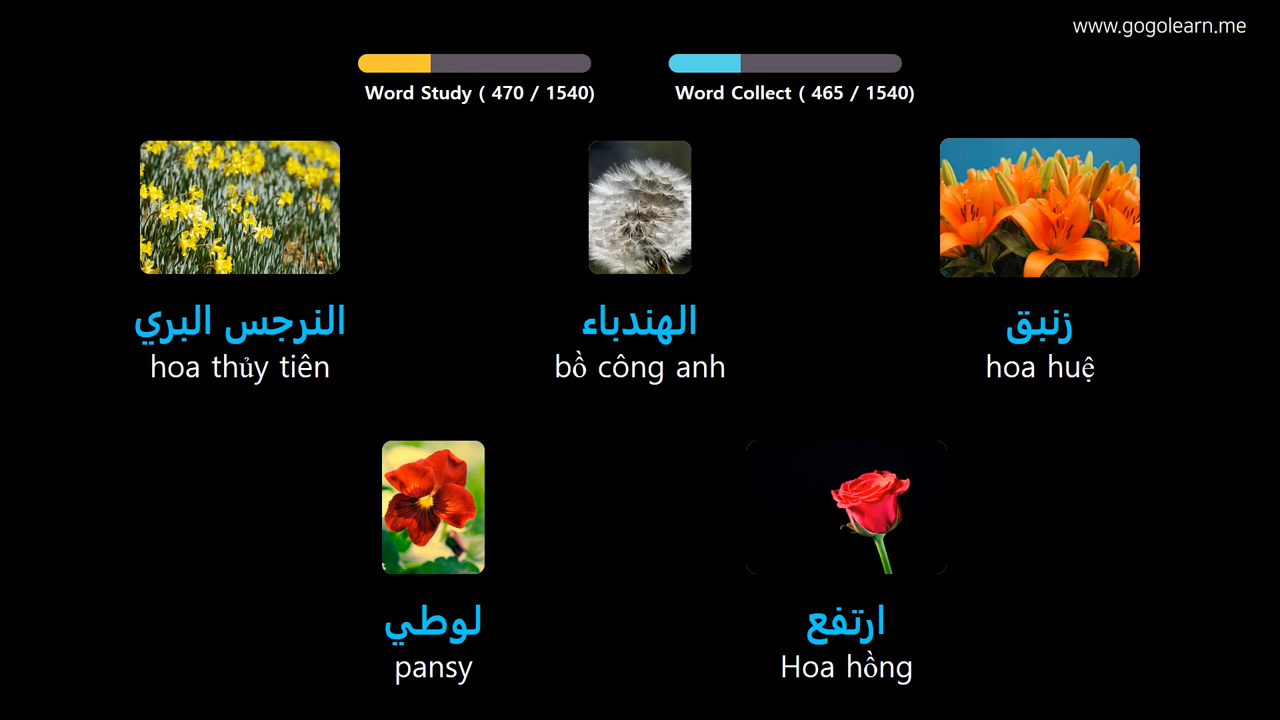 www.gogolearn.me
Word Study ( 470 / 1540)
Word Collect ( 465 / 1540)
النرجس البري
hoa thủy tiên
الهندباء
bồ công anh
زنبق
hoa huệ
لوطي
pansy
ارتفع
Hoa hồng